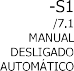 -S1
/7.1
MANUAL
DESLIGADO
AUTOMÁTICO